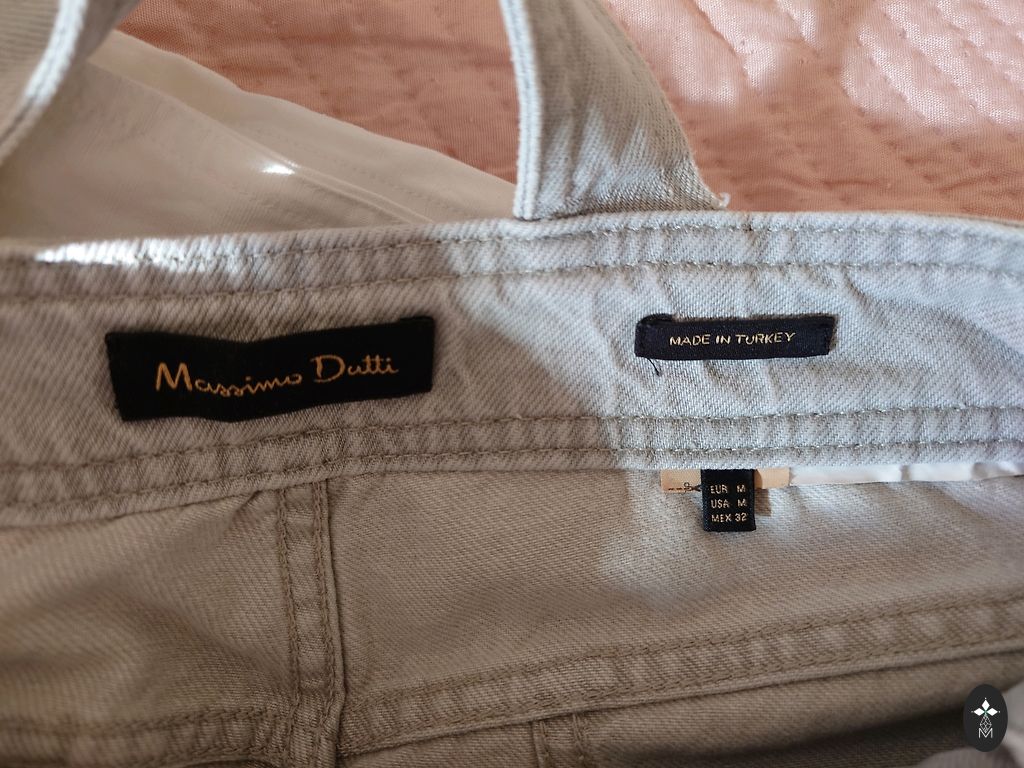 Massimo Dutti
MADE IN TURKEY
EUR M
USA M
MEX 32
M